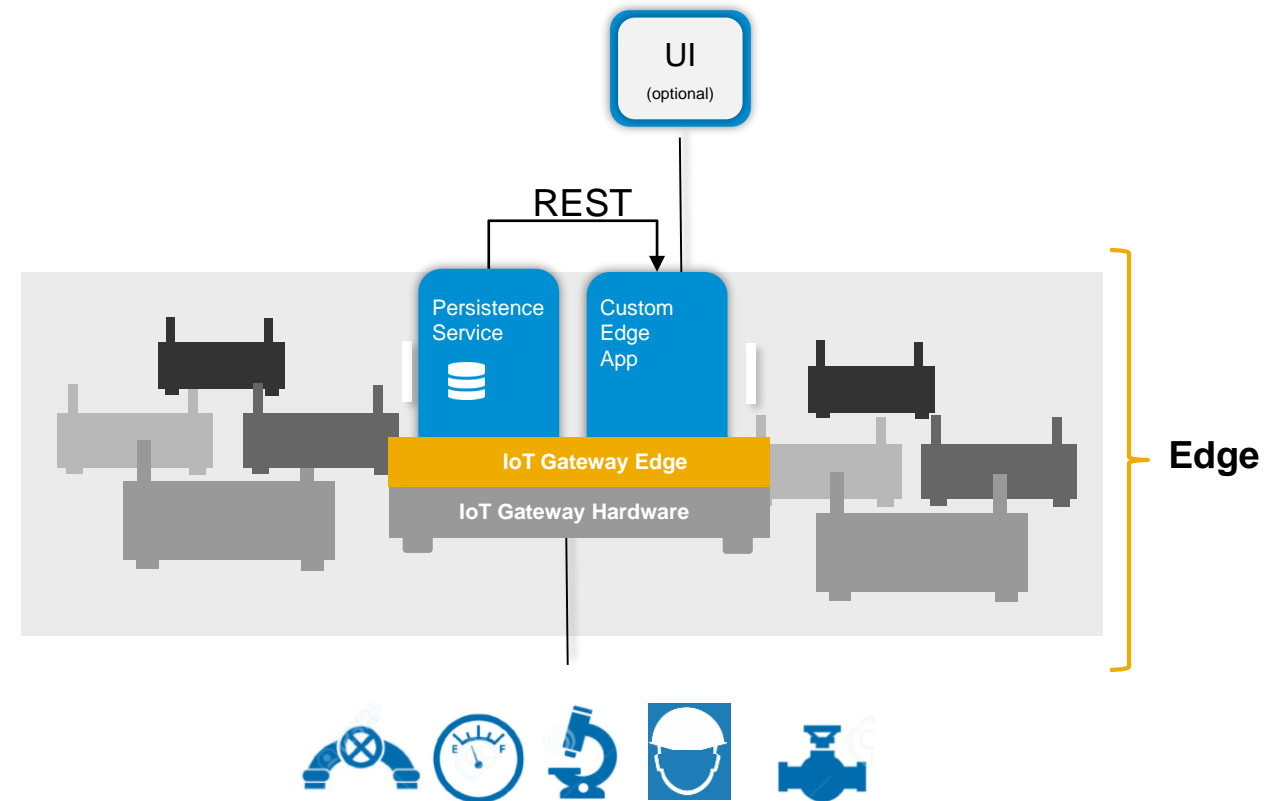 UI
(optional)
REST
Persistence
Service
Custom
Edge
App
IoT Gateway Edge
IoT Gateway Hardware
Edge
E
F